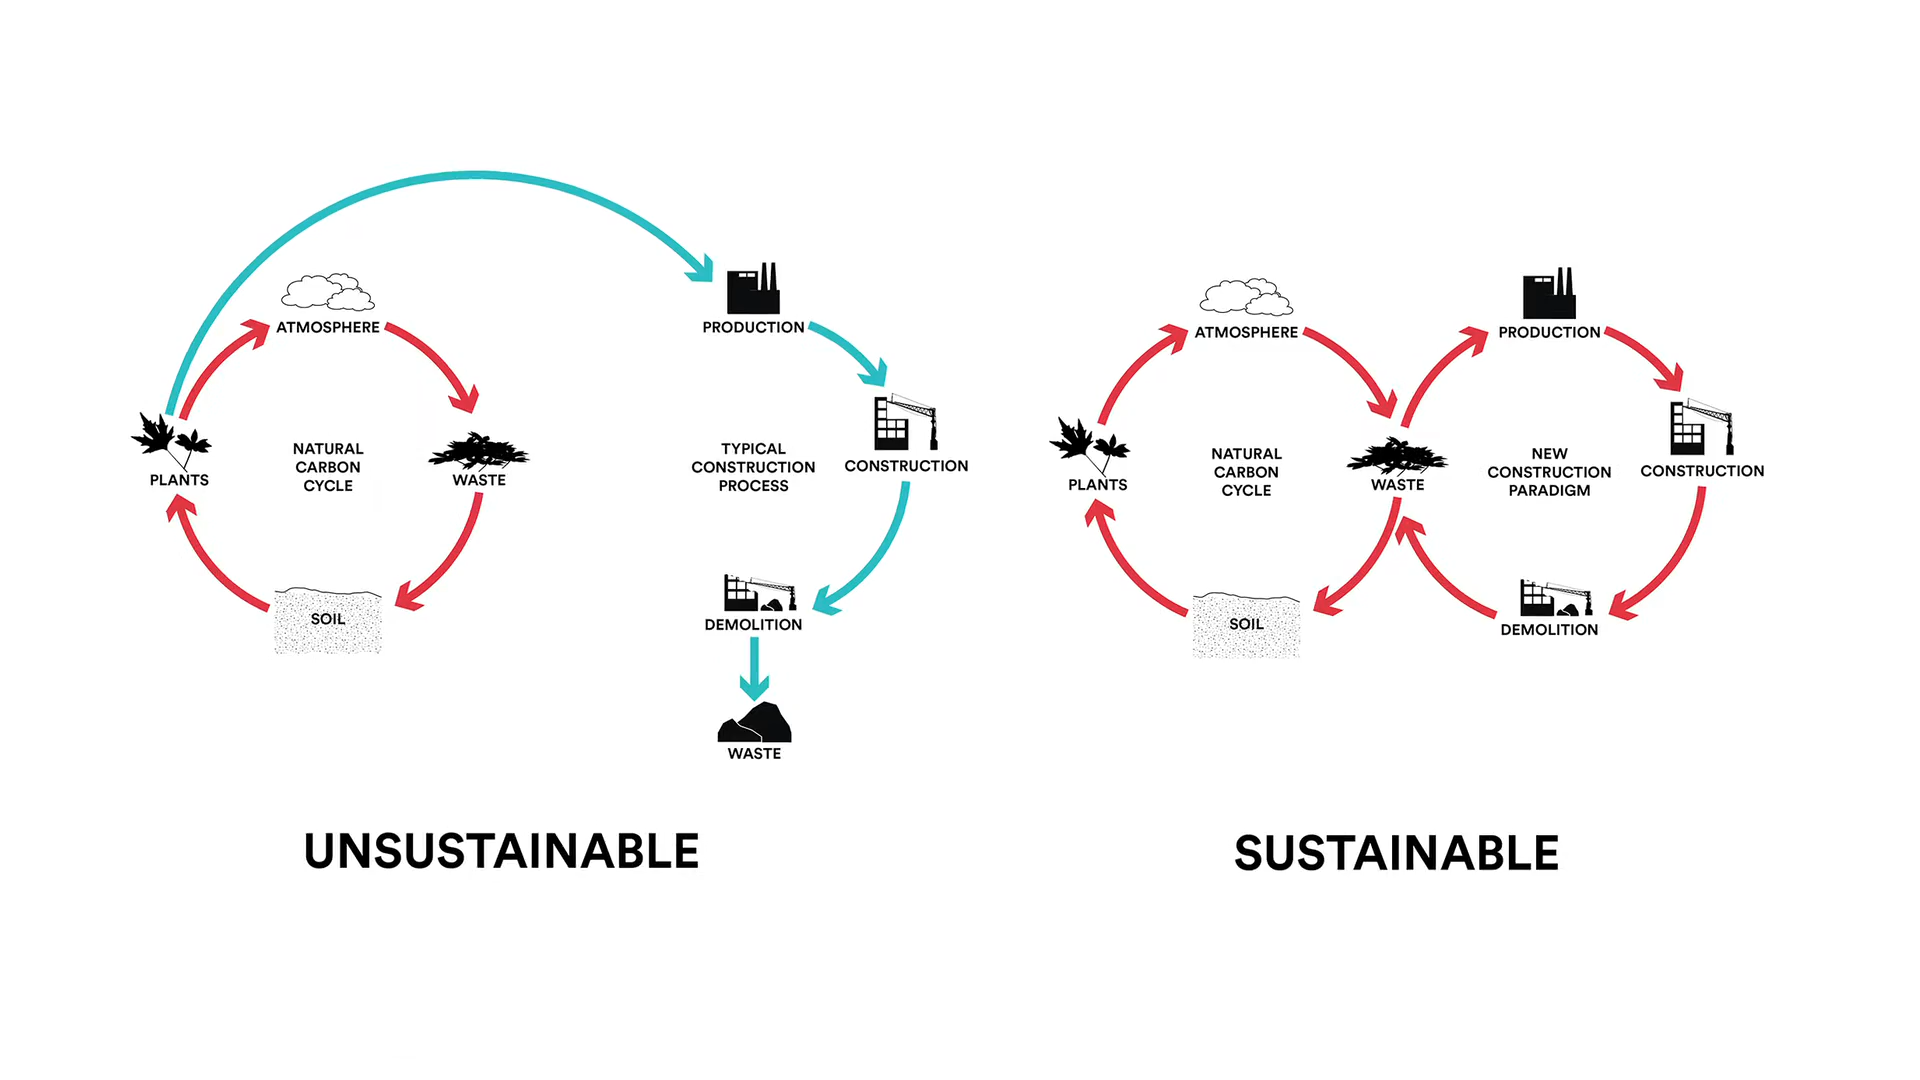 ATMOSPHERE
PLANTS
NATURAL
CARBON
CYCLE
WASTE
SOIL
PRODUCTION
TYPICAL
CONSTRUCTION
PROCESS
CONSTRUCTION
DEMOLITION
WASTE
UNSUSTAINABLE
ATMOSPHERE
PLANTS
NATURAL
CARBON
CYCLE
WASTE
SOIL
PRODUCTION
NEW
CONSTRUCTION
PARADIGM
CONSTRUCTION
DEMOLITION
SUSTAINABLE